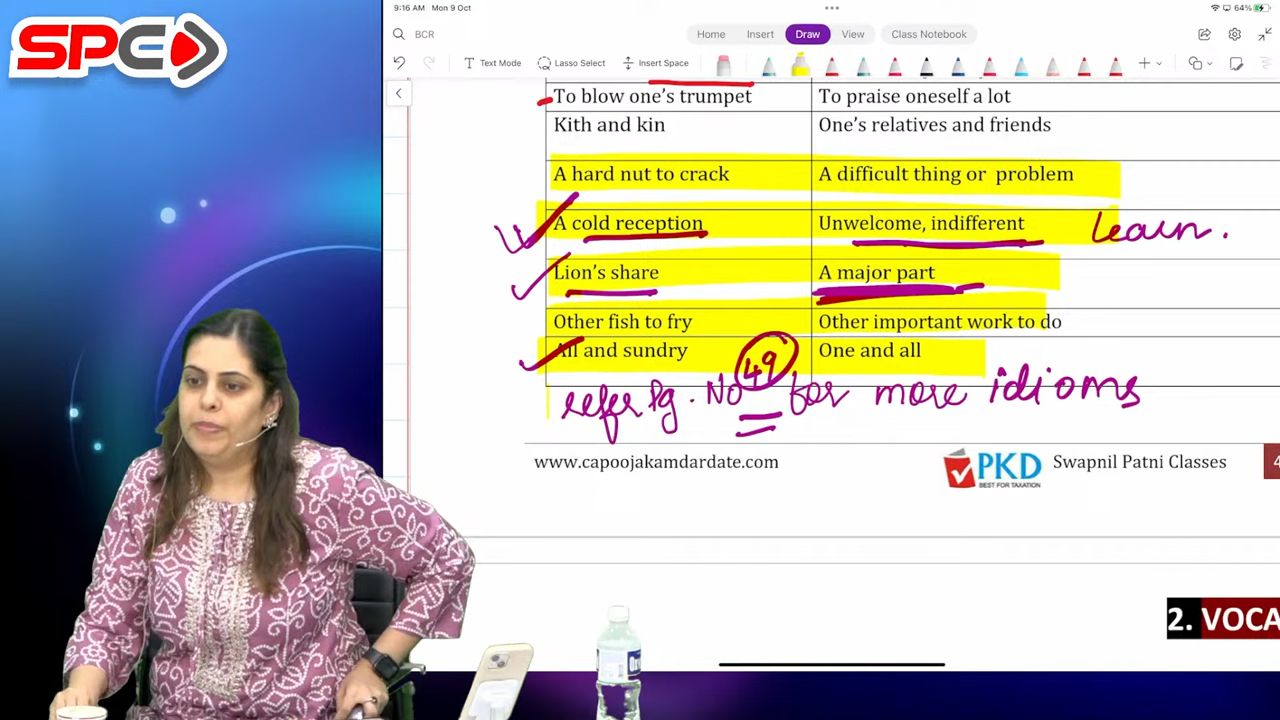 9:16 AM Mon 9 Oct
64%
SPE
BCR
Home Insert Draw View Class Notebook
Text Mode Lasso Select Insert Space
To blow one's trumpet To praise oneself a lot
Kith and kin One's relatives and friends
A hard nut to crack A difficult thing or problem
A cold reception Unwelcome, indifferent learn.
Lion's share A major part
Other fish to fry Other important work to do
All and sundry One and all
refer Pg. No 49 for more idioms
www.capoojakamdardate.com PKD Swapnil Patni Classes 4
BEST FOR TAXATION
2. VOCA